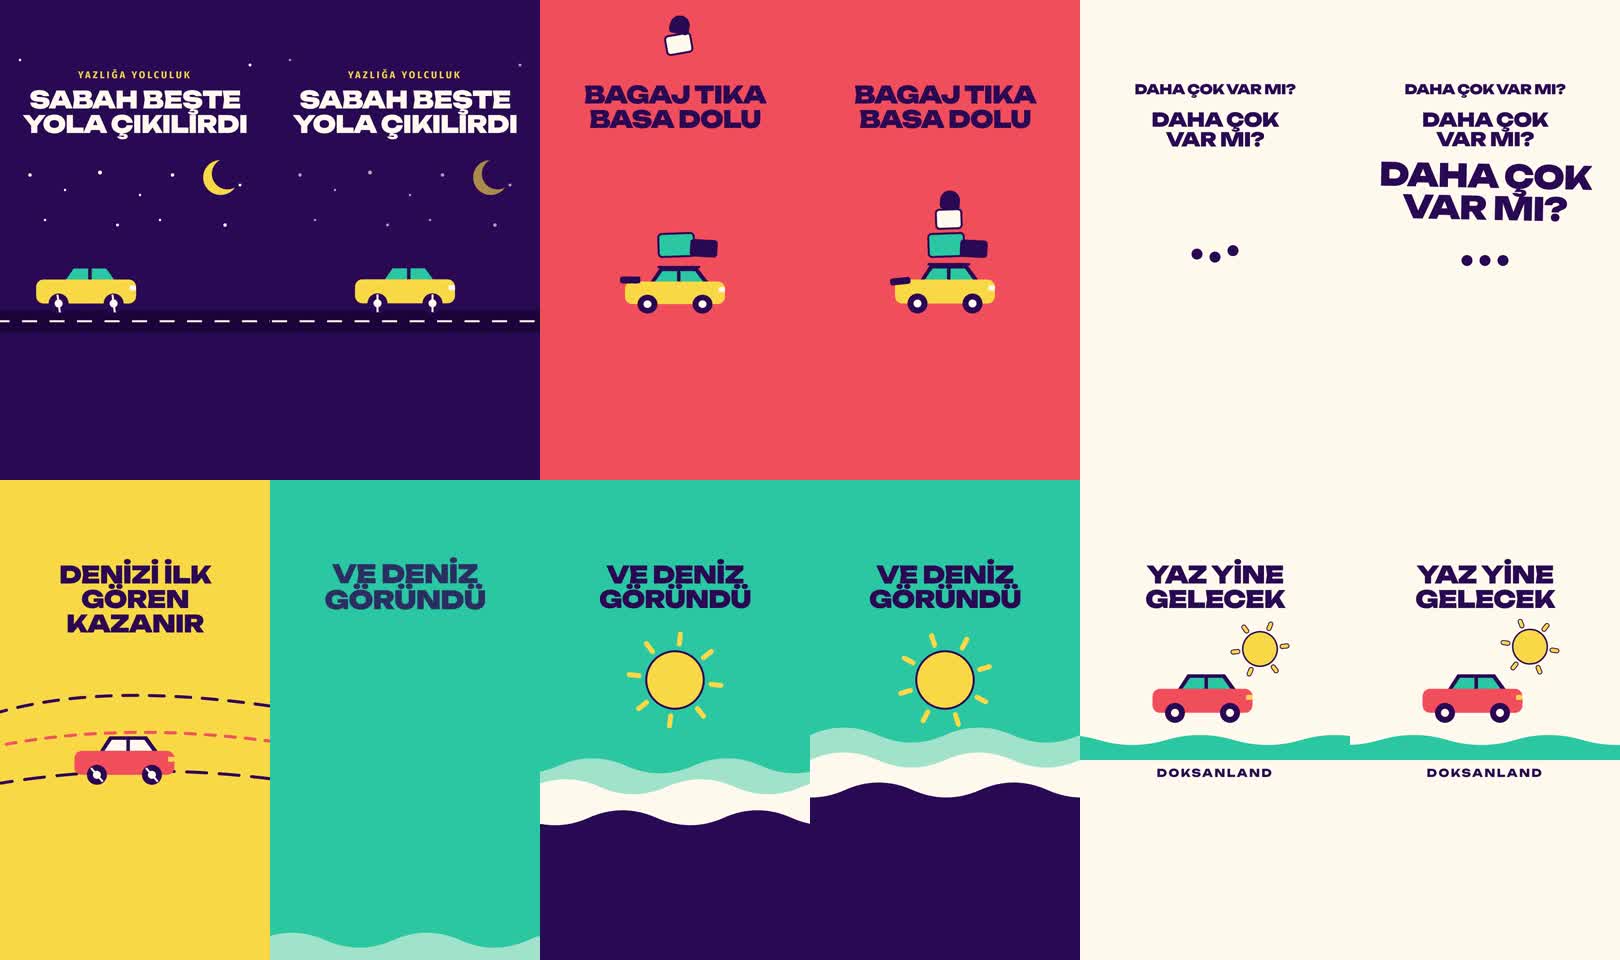 YAZLIĞA YOLCULUK
SABAH BEŞTE
YOLA ÇIKILIRDI
YAZLIĞA YOLCULUK
SABAH BEŞTE
YOLA ÇIKILIRDI
BAGAJ TIKA
BASA DOLU
BAGAJ TIKA
BASA DOLU
DAHA ÇOK VAR MI?
DAHA ÇOK
VAR MI?
DAHA ÇOK VAR MI?
DAHA ÇOK
VAR MI?
DAHA ÇOK
VAR MI?
DENİZİ İLK
GÖREN
KAZANIR
VE DENİZ
GÖRÜNDÜ
VE DENİZ
GÖRÜNDÜ
VE DENİZ
GÖRÜNDÜ
YAZ YİNE
GELECEK
DOKSANLAND
YAZ YİNE
GELECEK
DOKSANLAND